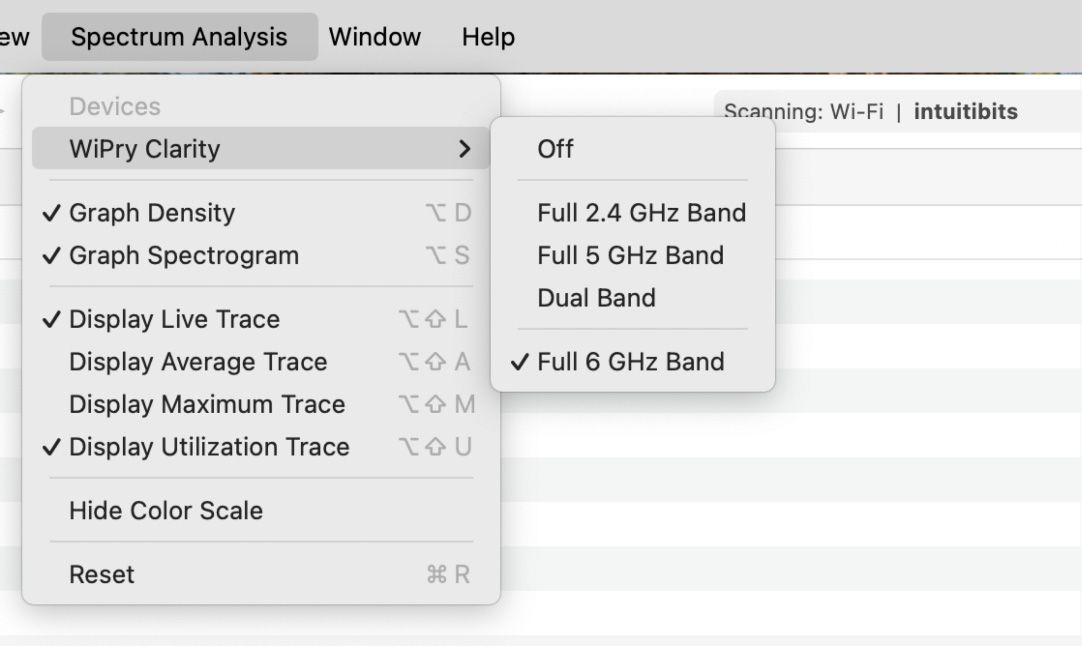 ew Spectrum Analysis Window Help
Scanning: Wi-Fi | intuitibits
Devices
WiPry Clarity
✓ Graph Density ⌥ D
✓ Graph Spectrogram ⌥ S
✓ Display Live Trace ⌥⇧ L
Display Average Trace ⌥⇧ A
Display Maximum Trace ⌥⇧ M
✓ Display Utilization Trace ⌥⇧ U
Hide Color Scale
Reset ⌘ R
Off
Full 2.4 GHz Band
Full 5 GHz Band
Dual Band
✓ Full 6 GHz Band